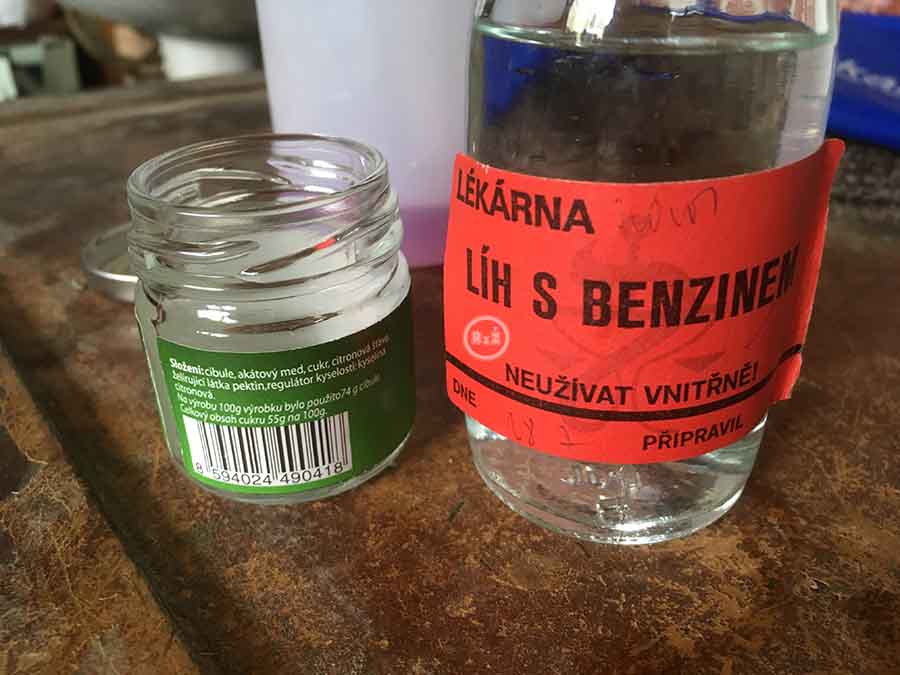 Složení: cibule, akátový med, cukr, citronová šťáva,
želírující látka pektin, regulátor kyselosti kyselina
citronová.
Na výrobu 100g výrobku bylo použito 74 g cibule.
Celkový obsah cukru 55g na 100g.
8 594024 490418
LÉKÁRNA
LÍH S BENZINEM
NEUŽÍVAT VNITŘNĚ!
DNE
PŘIPRAVIL